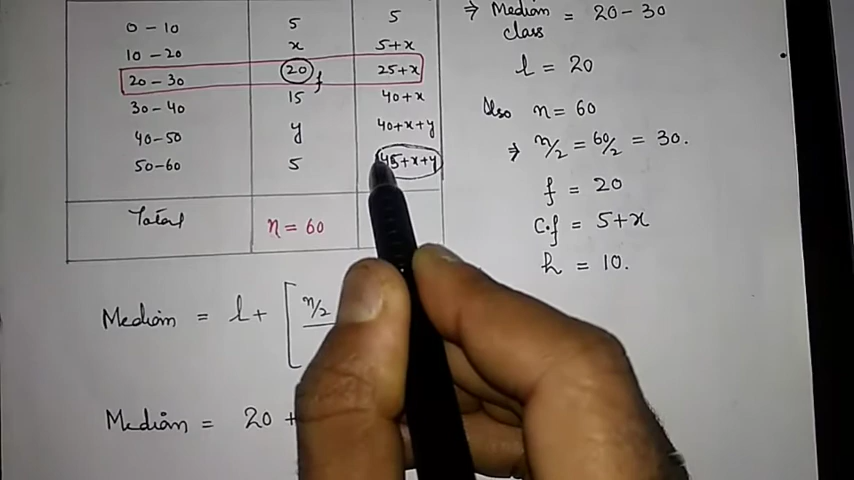 0-10 5 5
10-20 x 5+x
20-30 20 f 25+x
30-40 15 40+x
40-50 y 40+x+y
50-60 5 45+x+y
Total n = 60
Median = l + [ n/2
Median = 20 +
⇒ Median class = 20-30
l = 20
Also n = 60
⇒ n/2 = 60/2 = 30.
f = 20
C.f = 5+x
h = 10.